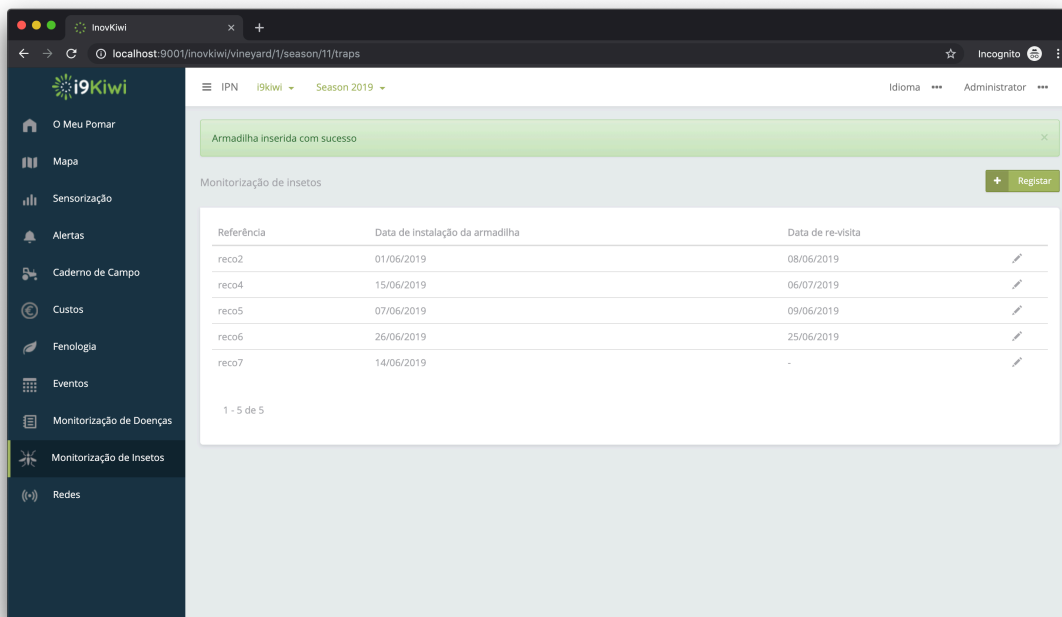 InovKiwi
localhost:9001/inovkiwi/vineyard/1/season/11/traps
Incognito
i9Kiwi
IPN i9kiwi Season 2019
Idioma Administrator
O Meu Pomar
Mapa
Sensorização
Alertas
Caderno de Campo
Custos
Fenologia
Eventos
Monitorização de Doenças
Monitorização de Insetos
Redes
Armadilha inserida com sucesso
Monitorização de insetos
+ Registar
Referência Data de instalação da armadilha Data de re-visita
reco2 01/06/2019 08/06/2019
reco4 15/06/2019 06/07/2019
reco5 07/06/2019 09/06/2019
reco6 26/06/2019 25/06/2019
reco7 14/06/2019 -
1 - 5 de 5